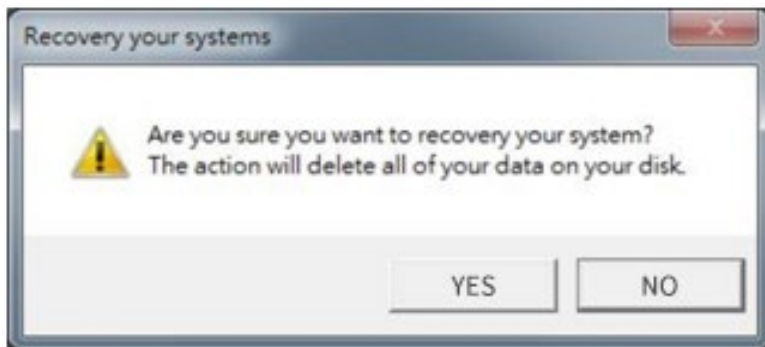 Recovery your systems
Are you sure you want to recovery your system?
The action will delete all of your data on your disk.
YES
NO